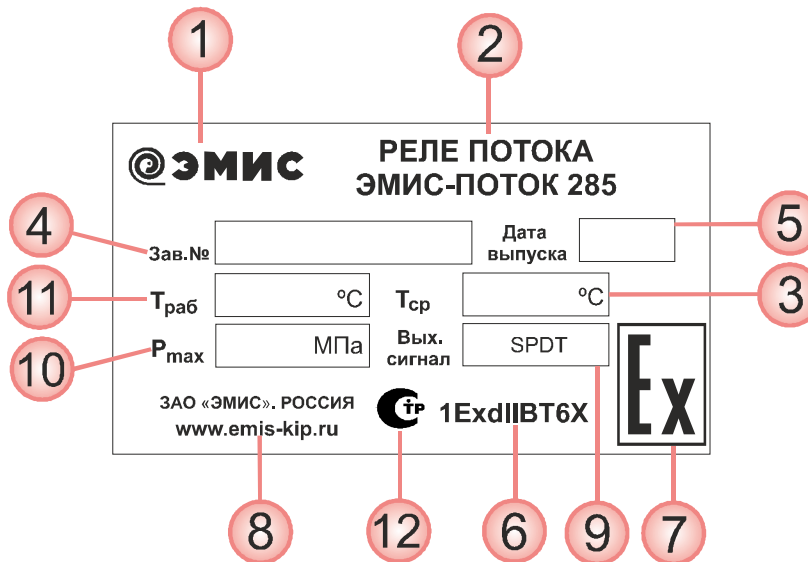 1
2
ЭМИС
РЕЛЕ ПОТОКА
ЭМИС-ПОТОК 285
4
Зав.№
Дата
выпуска
5
11
Tраб
ºC
Tср
ºC
3
10
Pmax
МПа
Вых.
сигнал
SPDT
Ex
ЗАО «ЭМИС». РОССИЯ
www.emis-kip.ru
СТР
1ExdIIBT6X
8
12
6
9
7